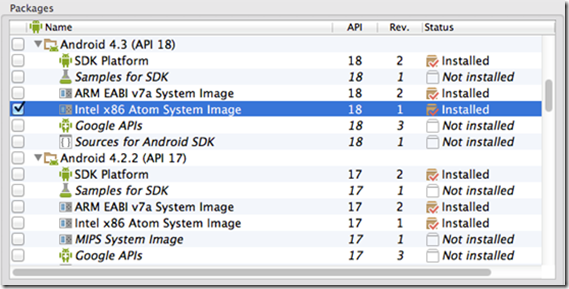 Packages
Name API Rev. Status
Android 4.3 (API 18)
SDK Platform 18 2 Installed
Samples for SDK 18 1 Not installed
ARM EABI v7a System Image 18 2 Installed
Intel x86 Atom System Image 18 1 Installed
Google APIs 18 3 Not installed
Sources for Android SDK 18 1 Not installed
Android 4.2.2 (API 17)
SDK Platform 17 2 Installed
Samples for SDK 17 1 Not installed
ARM EABI v7a System Image 17 2 Installed
Intel x86 Atom System Image 17 1 Installed
MIPS System Image 17 1 Not installed
Google APIs 17 3 Not installed